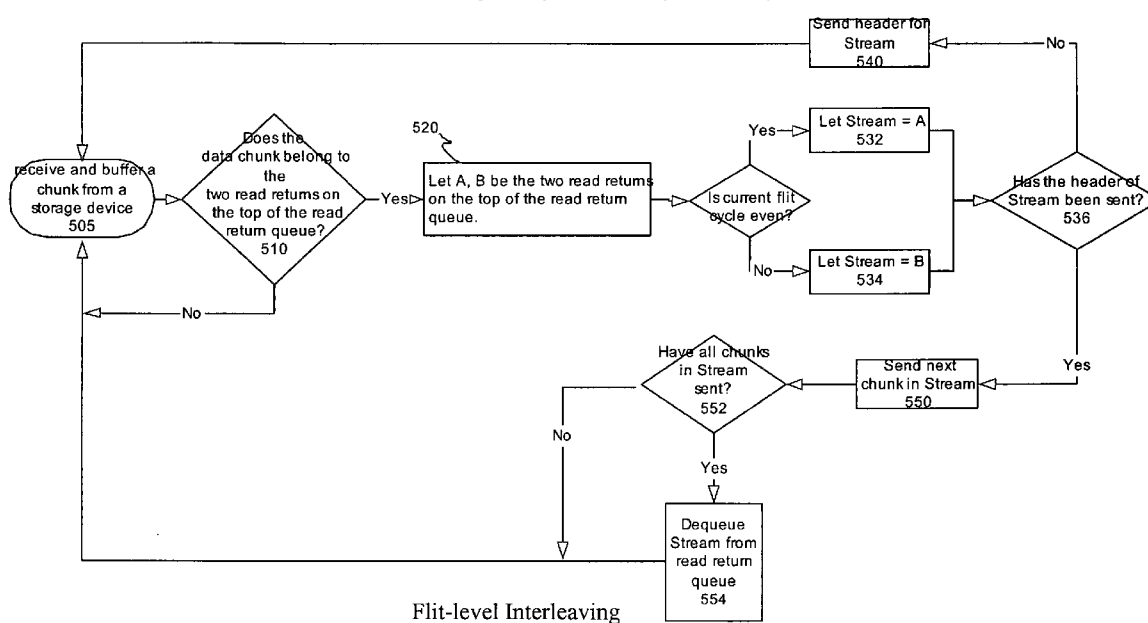 Send header for
Stream
540
No
receive and buffer a
chunk from a
storage device
505
Does the
data chunk belong to
the
two read returns on
the top of the read
return queue?
510
Yes
No
520
Let A, B be the two read returns
on the top of the read return
queue.
Is current flit
cycle even?
Yes
Let Stream = A
532
No
Let Stream = B
534
Has the header of
Stream been sent?
536
Yes
Send next
chunk in Stream
550
Have all chunks
in Stream
sent?
552
No
Yes
Dequeue
Stream from
read return
queue
554
Flit-level Interleaving